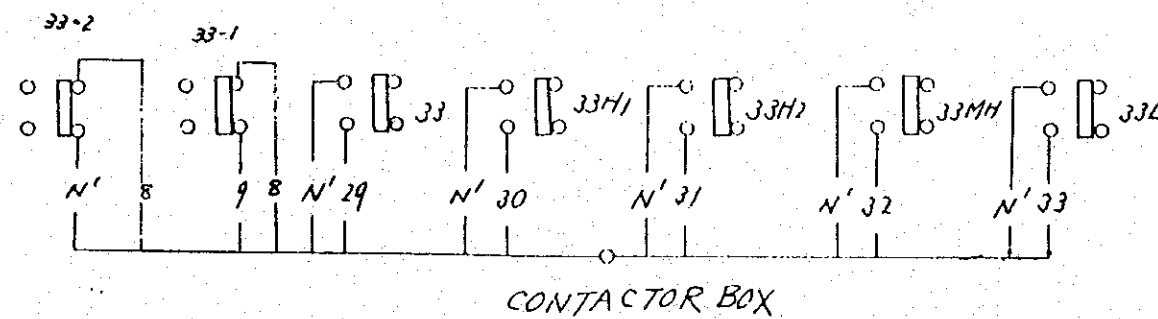 33-2
33-1
33
33H1
33H2
33MH
33L
N' 8
9 8
N' 29
N' 30
N' 31
N' 32
N' 33
CONTACTOR BOX